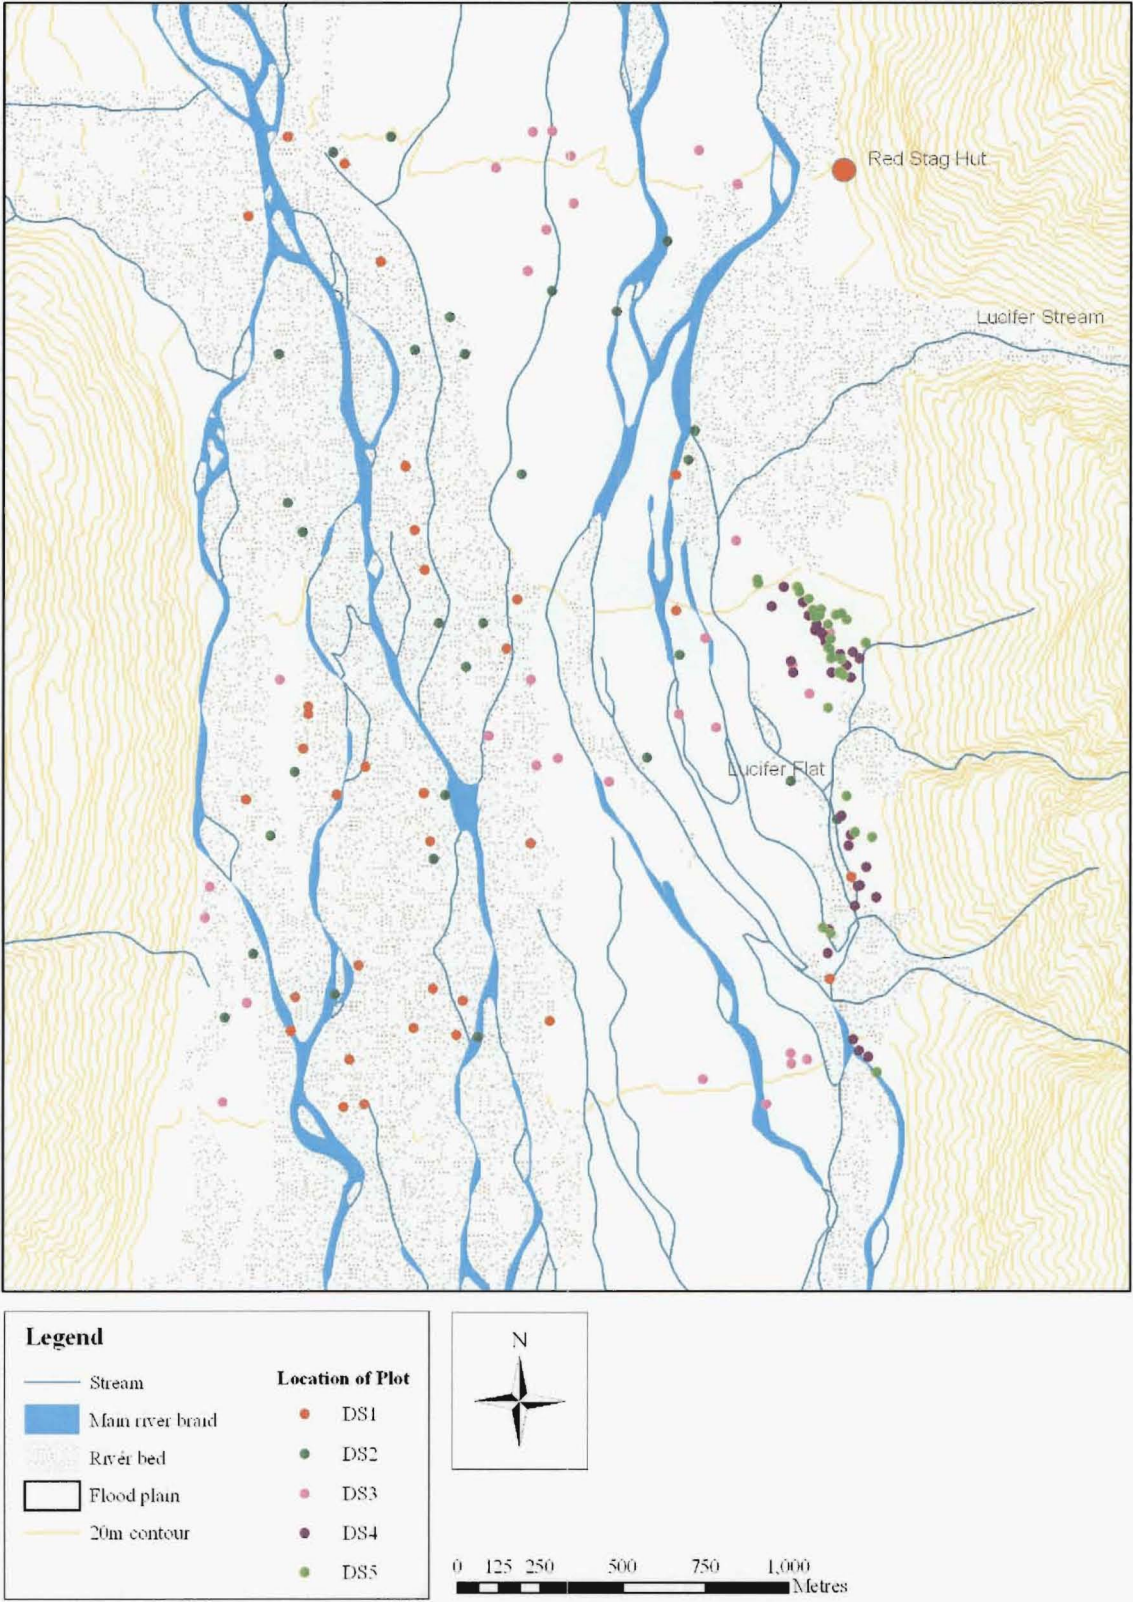 Red Stag Hut
Lucifer Stream
Lucifer Flat
Legend
Stream
Main river braid
River bed
Flood plain
20m contour
Location of Plot
DS1
DS2
DS3
DS4
DS5
N
0 125 250 500 750 1,000
Metres